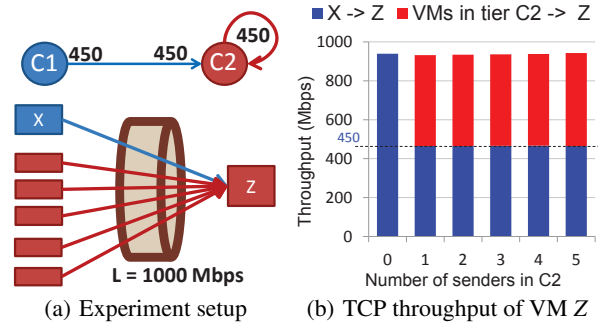 450
C1
450
450
C2
X
Z
L = 1000 Mbps
(a) Experiment setup
X -> Z
VMs in tier C2 -> Z
Throughput (Mbps)
1000
800
600
450
400
200
0
0 1 2 3 4 5
Number of senders in C2
(b) TCP throughput of VM Z